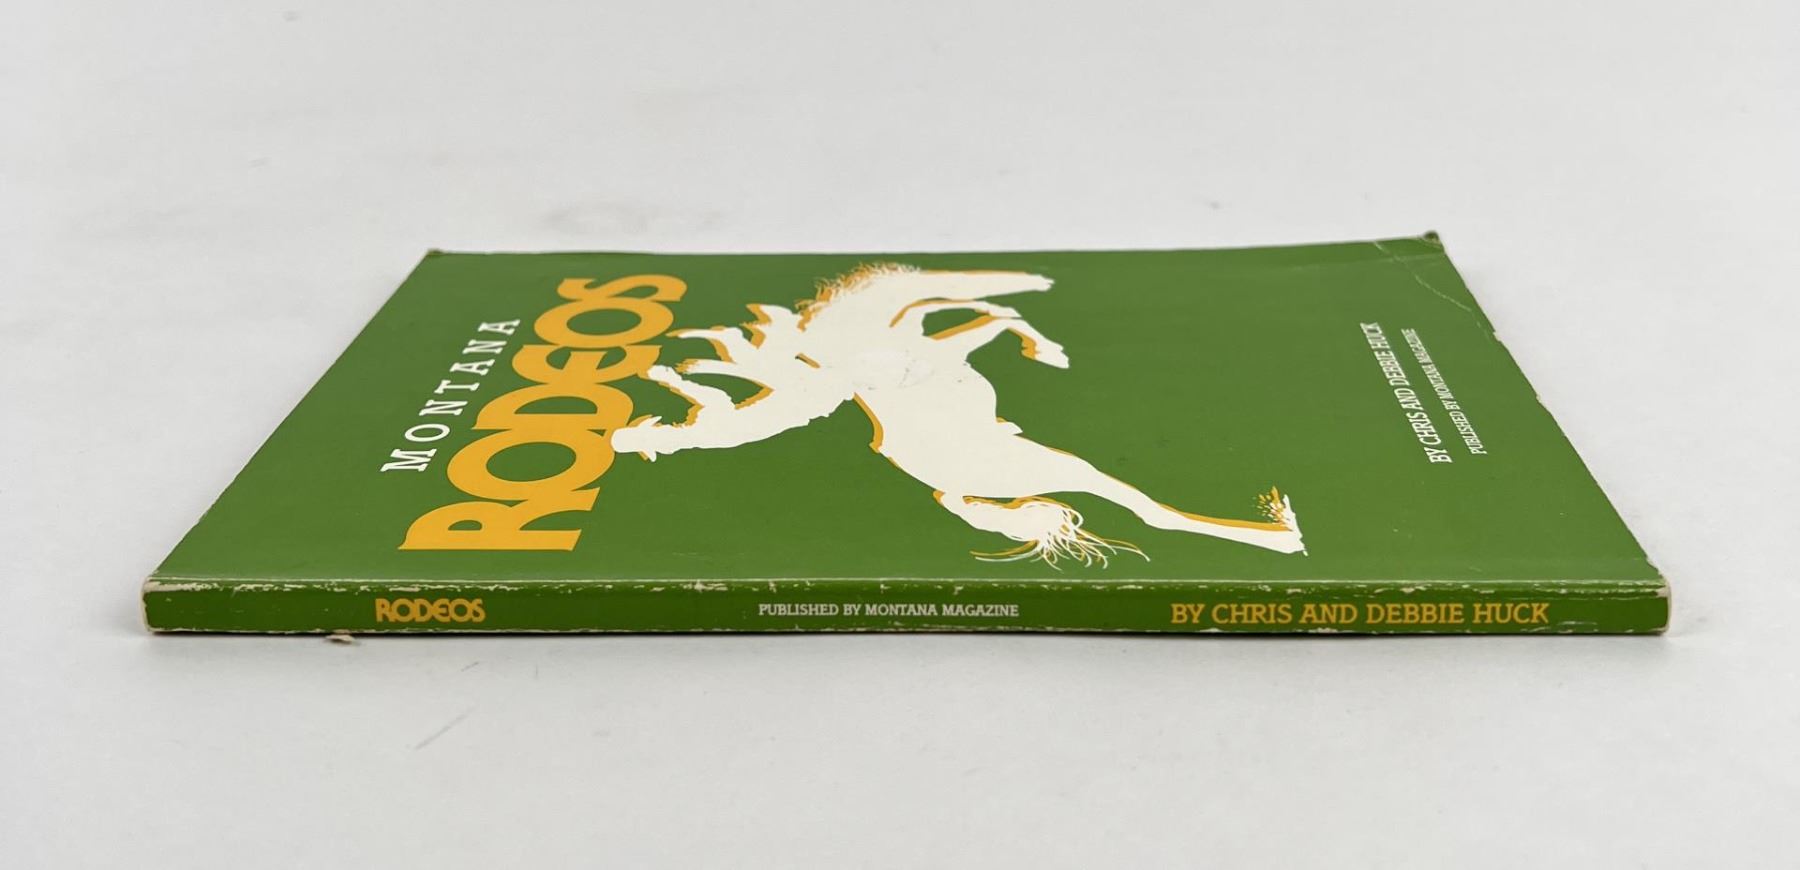 MONTANA
RODEOS
BY CHRIS AND DEBBIE HUCK
PUBLISHED BY MONTANA MAGAZINE
RODEOS
PUBLISHED BY MONTANA MAGAZINE
BY CHRIS AND DEBBIE HUCK